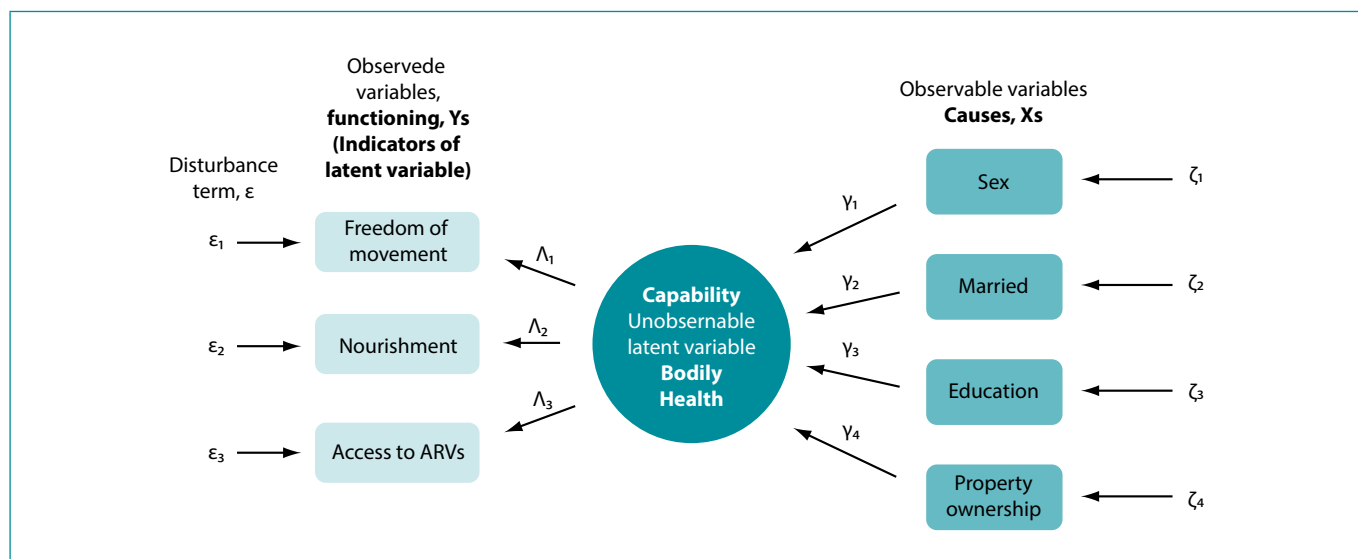 Observede
variables,
functioning, Ys
(Indicators of
latent variable)
Disturbance
term, ε
ε₁
Freedom of
movement
Λ₁
ε₂
Nourishment
Λ₂
ε₃
Access to ARVs
Λ₃
Capability
Unobsernable
latent variable
Bodily
Health
Observable variables
Causes, Xs
γ₁
Sex
ζ₁
γ₂
Married
ζ₂
γ₃
Education
ζ₃
γ₄
Property
ownership
ζ₄